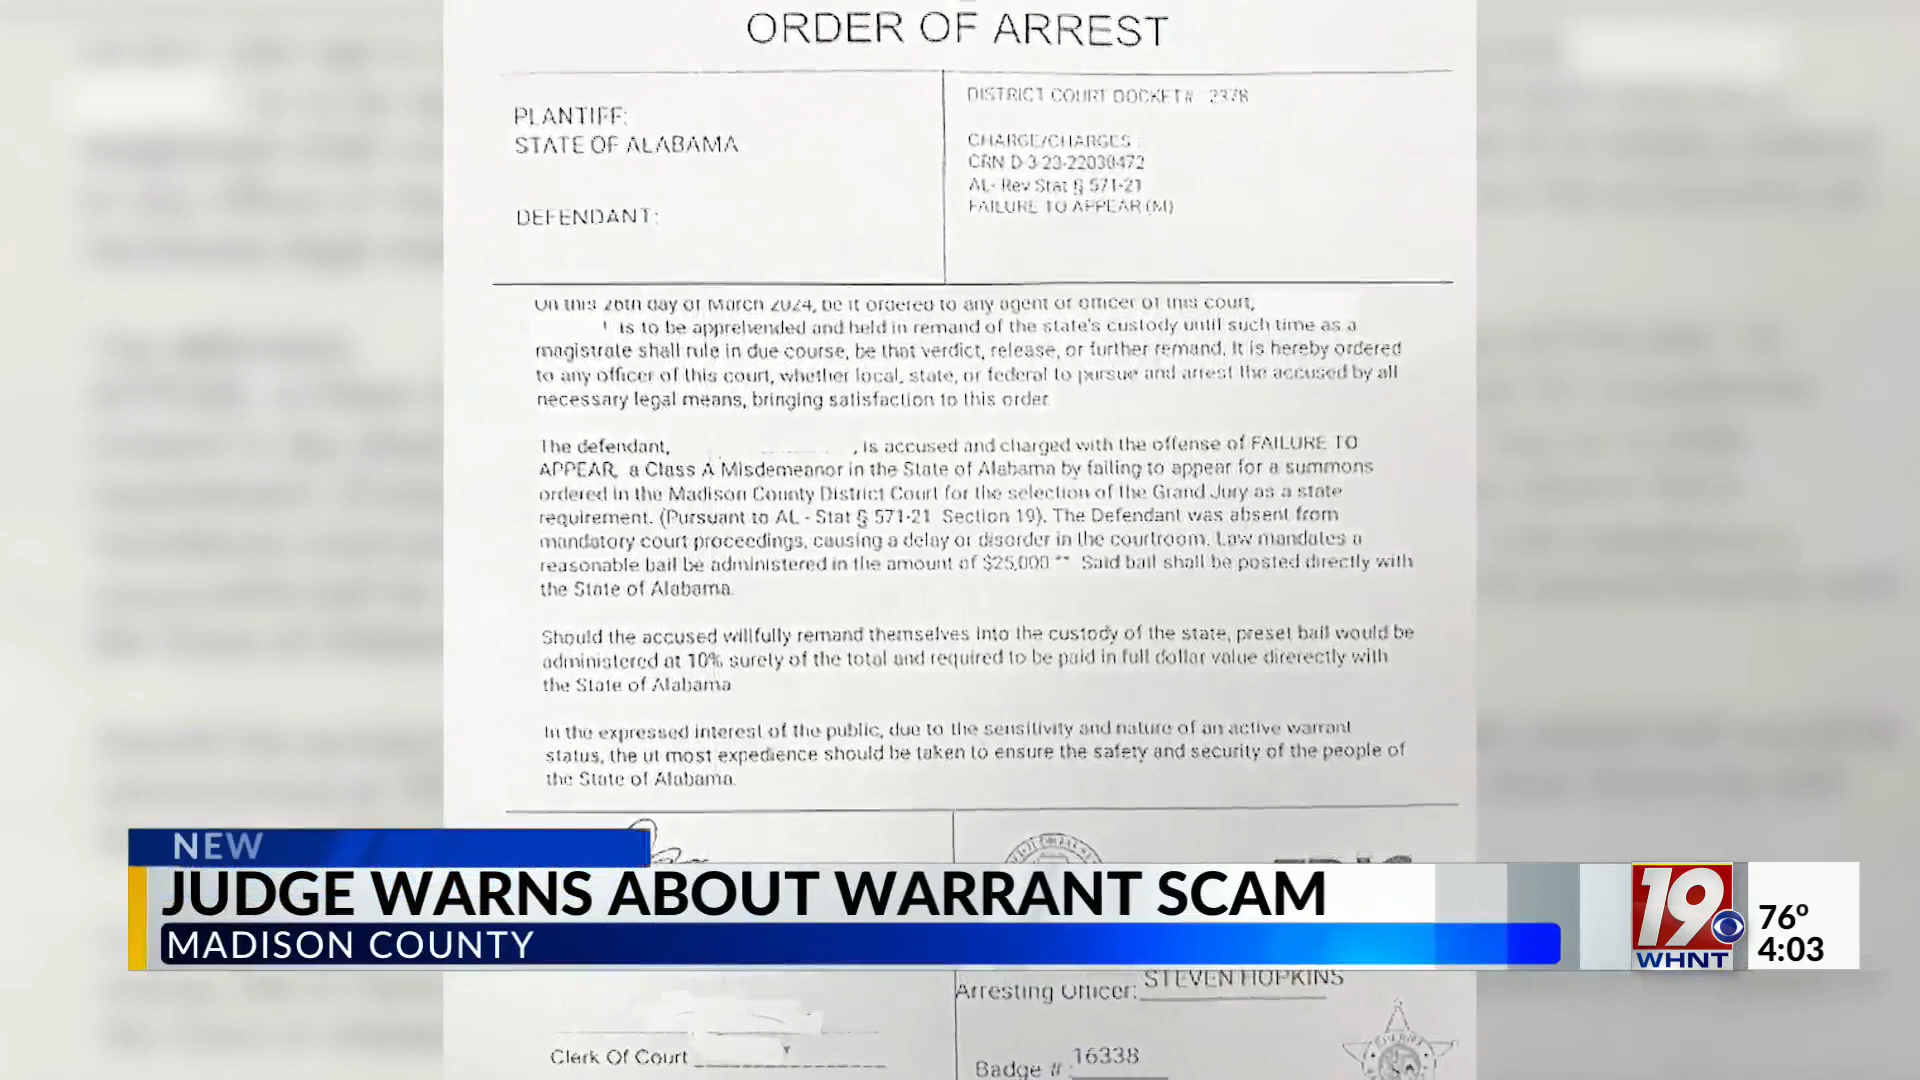 ORDER OF ARREST
PLANTIFF:
STATE OF ALABAMA
DEFENDANT:
DISTRICT COURT DOCKET# 2378
CHARGE/CHARGES :
CRN D-3-23-22030472
AL- Rev Stat § 571-21
FAILURE TO APPEAR (M)
On this 26th day of March 2024, be it ordered to any agent or officer of this court,
is to be apprehended and held in remand of the state's custody until such time as a
magistrate shall rule in due course, be that verdict, release, or further remand. It is hereby ordered
to any officer of this court, whether local, state, or federal to pursue and arrest the accused by all
necessary legal means, bringing satisfaction to this order.
The defendant, , is accused and charged with the offense of FAILURE TO
APPEAR, a Class A Misdemeanor in the State of Alabama by failing to appear for a summons
ordered in the Madison County District Court for the selection of the Grand Jury as a state
requirement. (Pursuant to AL - Stat § 571-21 Section 19). The Defendant was absent from
mandatory court proceedings, causing a delay or disorder in the courtroom. Law mandates a
reasonable bail be administered in the amount of $25,000.** Said bail shall be posted directly with
the State of Alabama.
Should the accused willfully remand themselves into the custody of the state, preset bail would be
administered at 10% surely of the total and required to be paid in full dollar value direrectly with
the State of Alabama
In the expressed interest of the public, due to the sensitivity and nature of an active warrant
status, the ut most expedience should be taken to ensure the safety and security of the people of
the State of Alabama.
NEW
JUDGE WARNS ABOUT WARRANT SCAM
MADISON COUNTY
19
WHNT
76°
4:03
Arresting Officer: STEVEN HOPKINS
Clerk Of Court
Badge # 16338